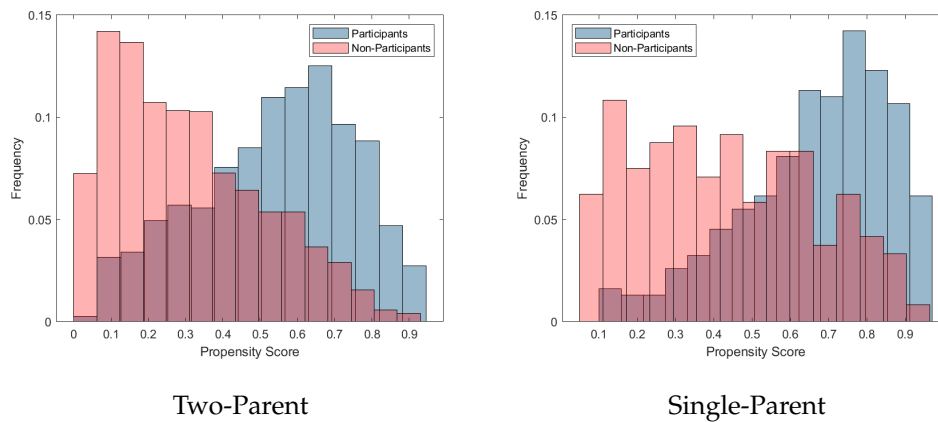 0.15
0.1
0.05
0
Frequency
Participants
Non-Participants
0 0.1 0.2 0.3 0.4 0.5 0.6 0.7 0.8 0.9
Propensity Score
Two-Parent
0.15
0.1
0.05
0
Frequency
Participants
Non-Participants
0.1 0.2 0.3 0.4 0.5 0.6 0.7 0.8 0.9
Propensity Score
Single-Parent